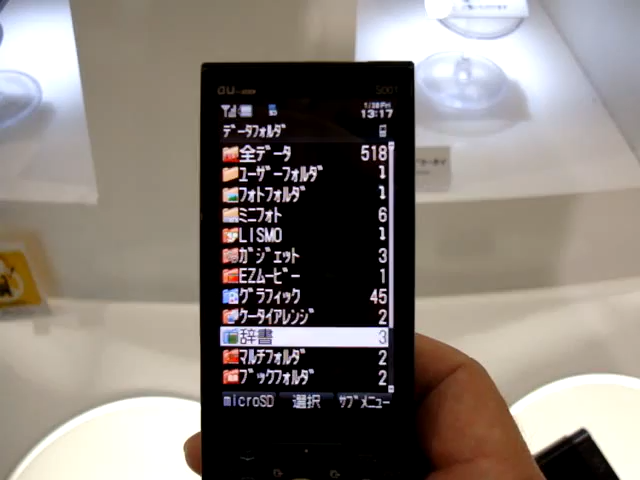 au S001
1/30 Fri
13:17
データフォルダ
全データ 518
ユーザーフォルダ 1
フォトフォルダ 1
ミニフォト 6
LISMO 1
ガジェット 3
EZムービー 1
グラフィック 45
ケータイアレンジ 2
辞書 3
マルチフォルダ 2
ブックフォルダ 2
microSD 選択 サブメニュー